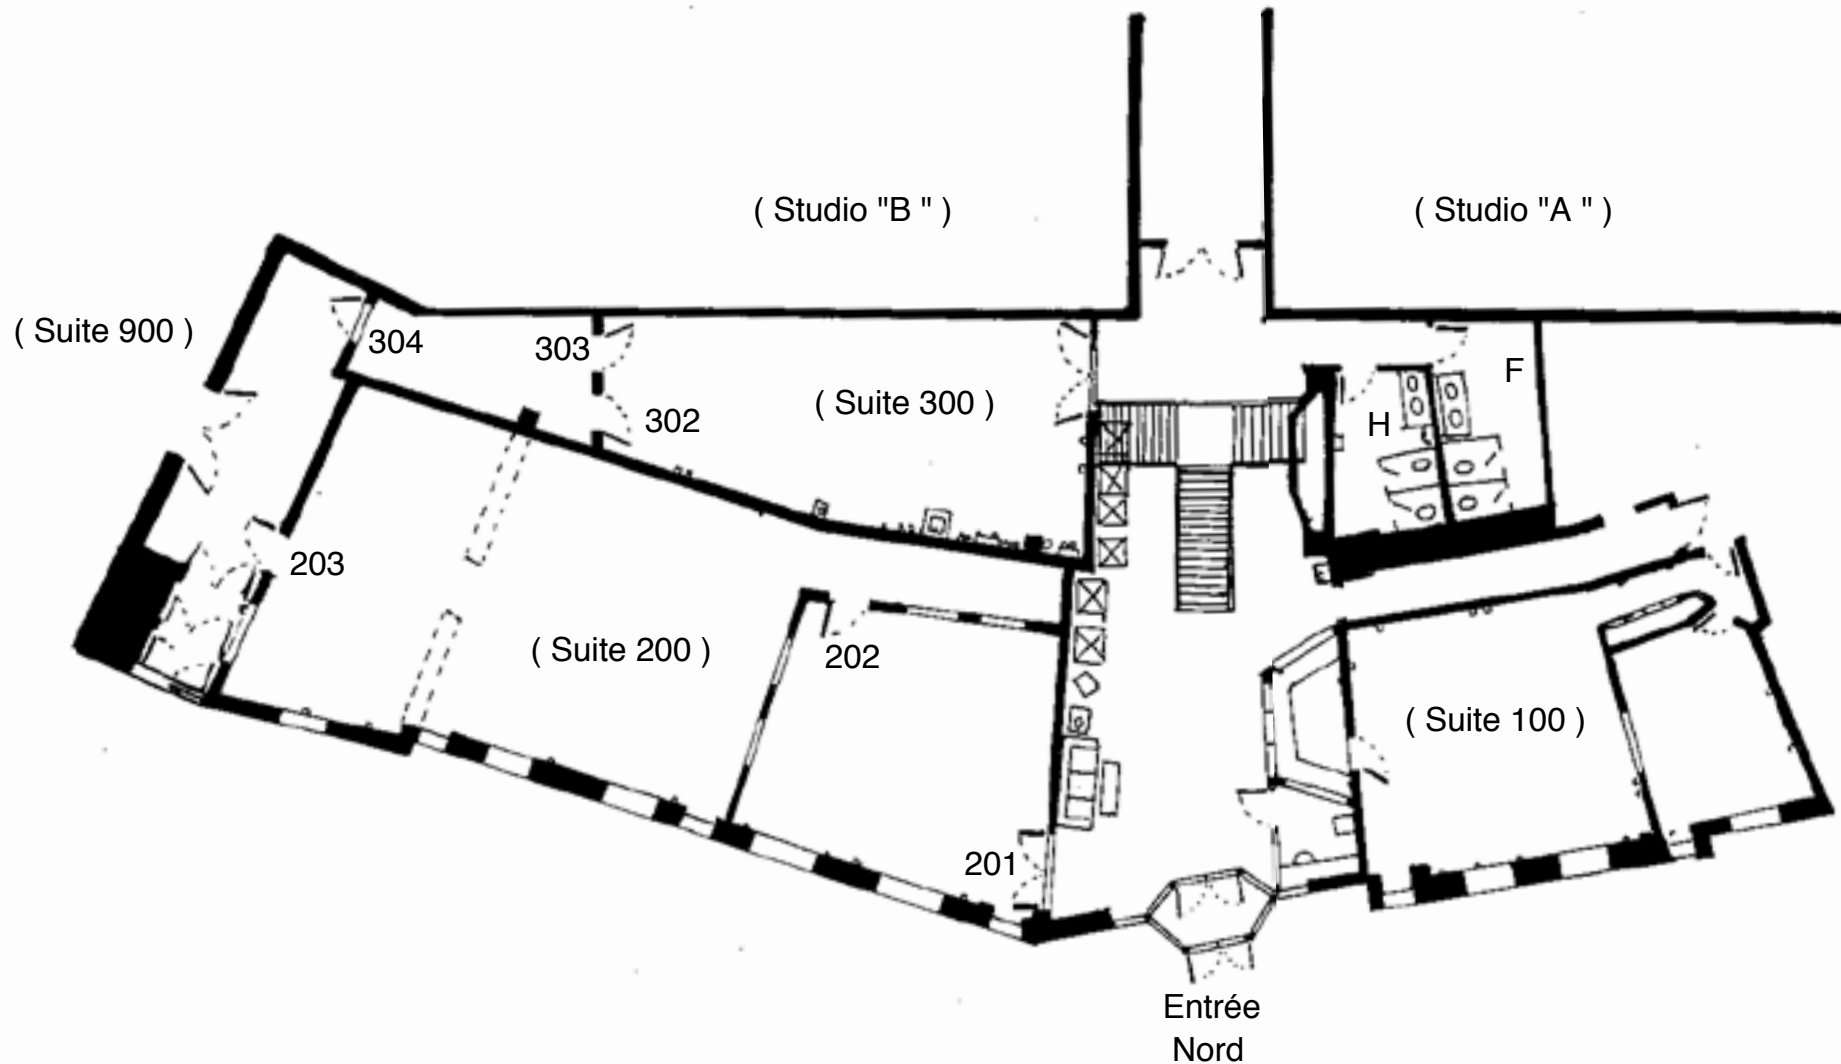 ( Studio "B " )
( Studio "A " )
( Suite 900 )
304
303
302
( Suite 300 )
F
H
203
( Suite 200 )
202
( Suite 100 )
201
Entrée
Nord